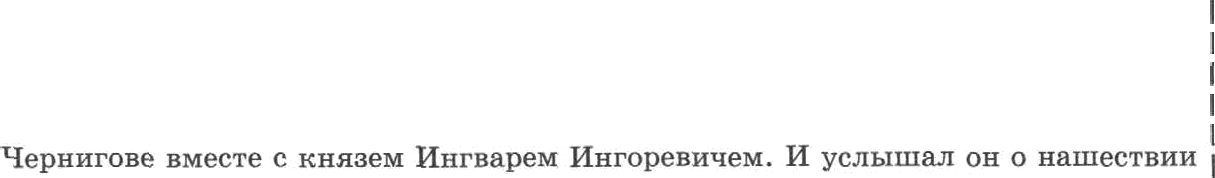 Чернигове вместе с князем Ингварем Ингоревичем. И услышал он о нашествии